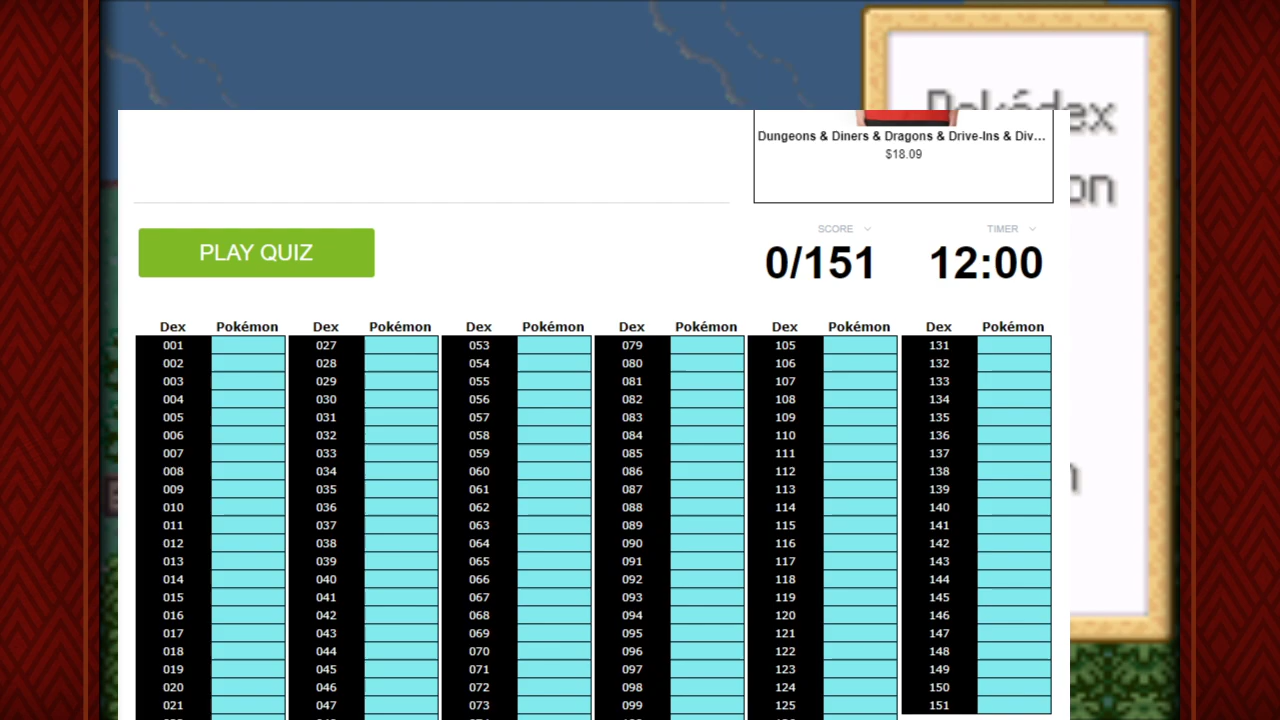 Pokédex
Dungeons & Diners & Dragons & Drive-Ins & Div...
$18.09
on
PLAY QUIZ
SCORE TIMER
0/151 12:00
Dex Pokémon Dex Pokémon Dex Pokémon Dex Pokémon Dex Pokémon Dex Pokémon
001 027 053 079 105 131
002 028 054 080 106 132
003 029 055 081 107 133
004 030 056 082 108 134
005 031 057 083 109 135
006 032 058 084 110 136
007 033 059 085 111 137
008 034 060 086 112 138
009 035 061 087 113 139
010 036 062 088 114 140
011 037 063 089 115 141
012 038 064 090 116 142
013 039 065 091 117 143
014 040 066 092 118 144
015 041 067 093 119 145
016 042 068 094 120 146
017 043 069 095 121 147
018 044 070 096 122 148
019 045 071 097 123 149
020 046 072 098 124 150
021 047 073 099 125 151